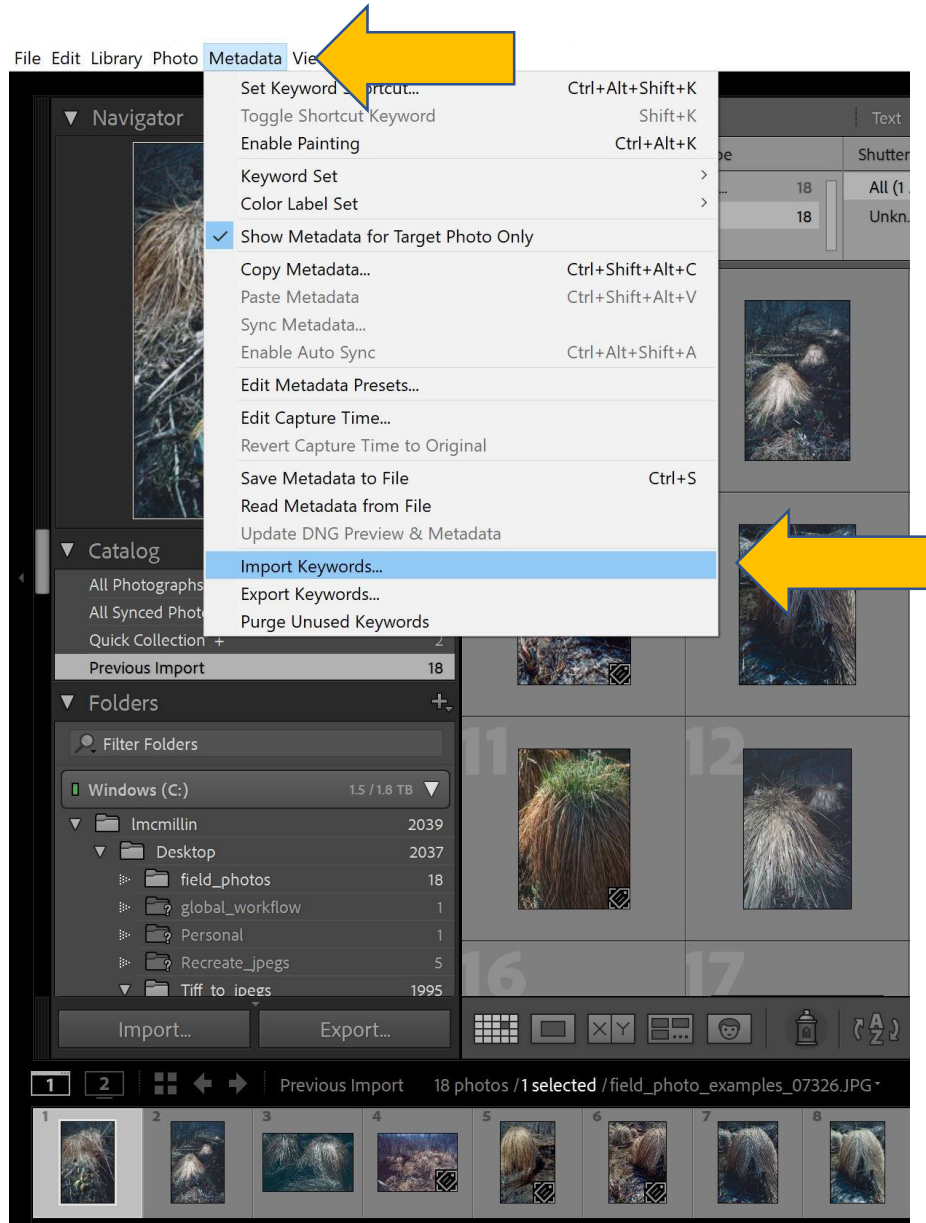 File Edit Library Photo Metadata Vie
Set Keyword Shortcut... Ctrl+Alt+Shift+K
Navigator Toggle Shortcut Keyword Shift+K Text
Enable Painting Ctrl+Alt+K
Shutter
Keyword Set >
... 18 All (1
Color Label Set >
18 Unkn.
Show Metadata for Target Photo Only
Copy Metadata... Ctrl+Shift+Alt+C
Paste Metadata Ctrl+Shift+Alt+V
Sync Metadata...
Enable Auto Sync Ctrl+Alt+Shift+A
Edit Metadata Presets...
Edit Capture Time...
Revert Capture Time to Original
Save Metadata to File Ctrl+S
Read Metadata from File
Update DNG Preview & Metadata
Catalog
Import Keywords...
All Photographs
Export Keywords...
All Synced Photo
Purge Unused Keywords
Quick Collection + 2
Previous Import 18
Folders +
Filter Folders
11 12
Windows (C:) 1.5 / 1.8 TB
lmcmillin 2039
Desktop 2037
field_photos 18
global_workflow 1
Personal 1
Recreate_jpegs 5
16 17
Tiff_to_jpegs 1995
Import... Export... X Y A Z
1 2 Previous Import 18 photos / 1 selected / field_photo_examples_07326.JPG
1 2 3 4 5 6 7 8